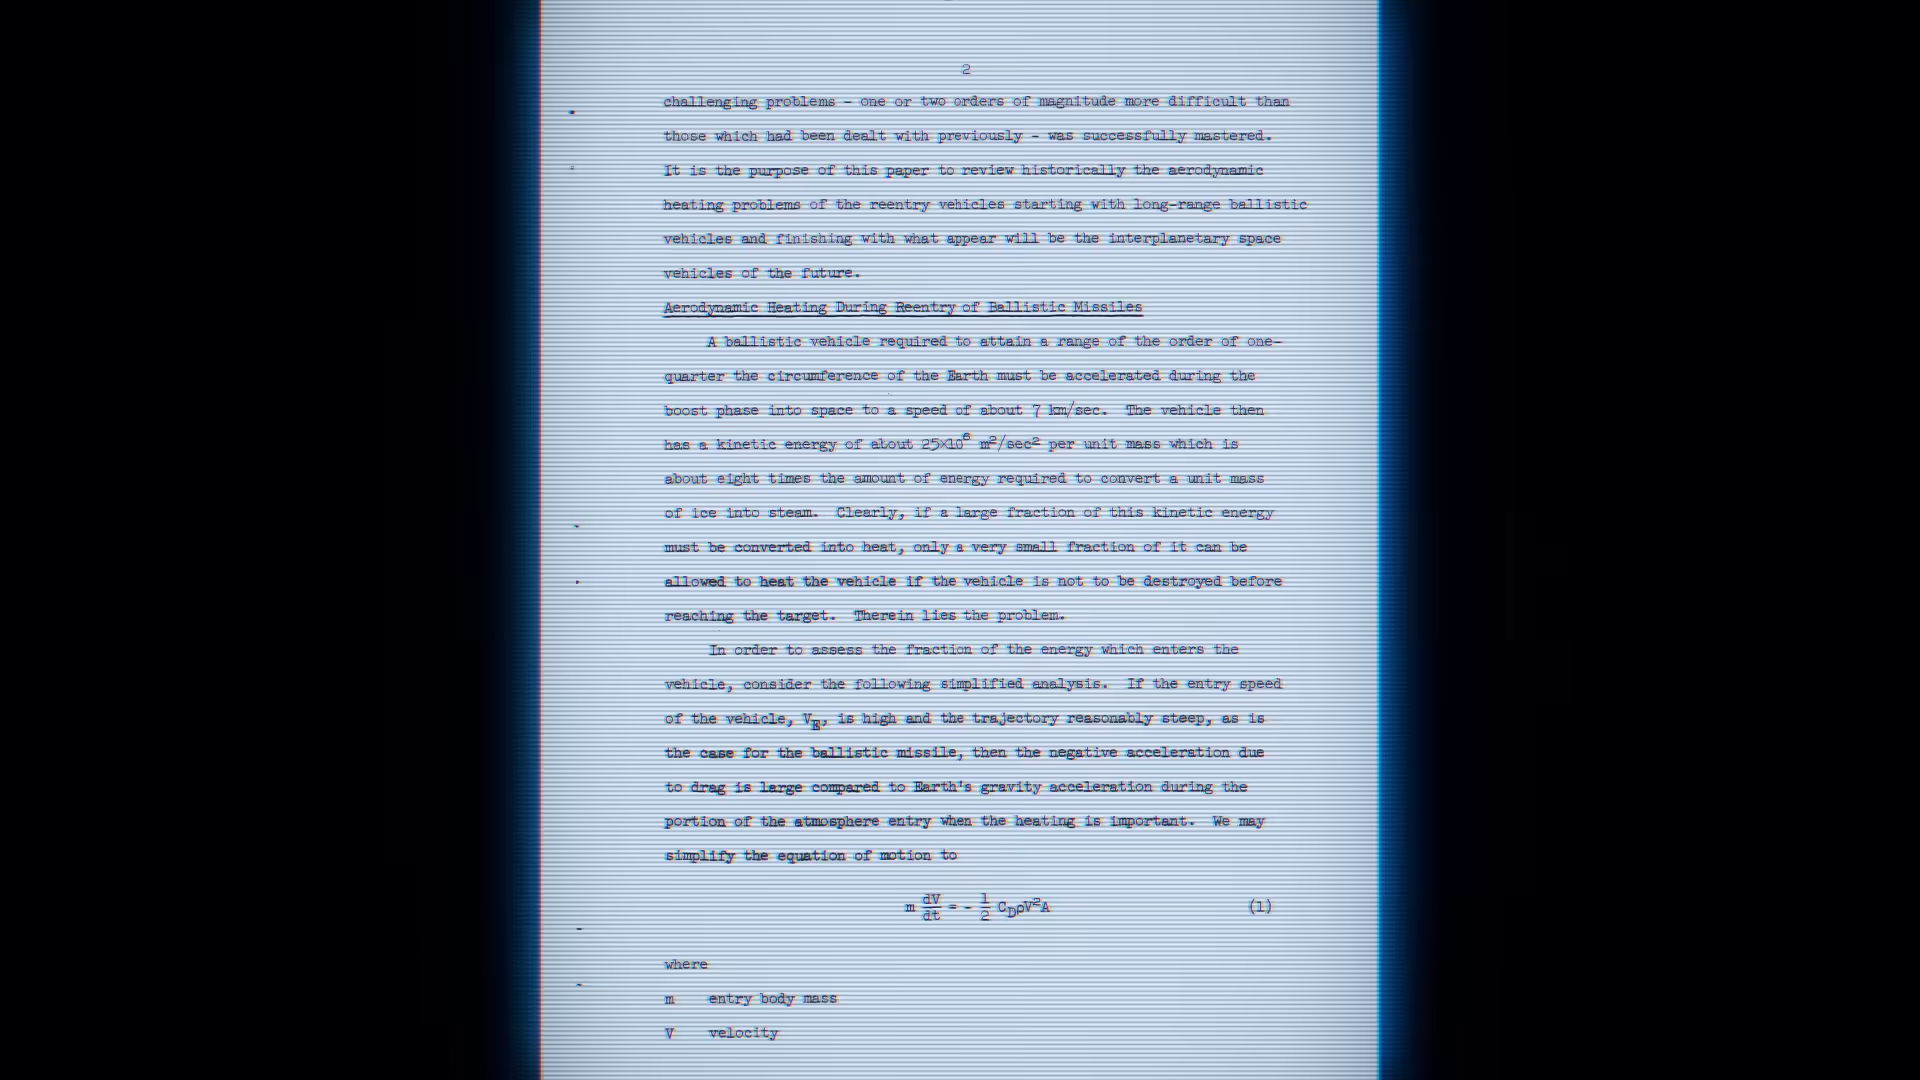 2
challenging problems - one or two orders of magnitude more difficult than
those which had been dealt with previously - was successfully mastered.
It is the purpose of this paper to review historically the aerodynamic
heating problems of the reentry vehicles starting with long-range ballistic
vehicles and finishing with what appear will be the interplanetary space
vehicles of the future.
Aerodynamic Heating During Reentry of Ballistic Missiles
A ballistic vehicle required to attain a range of the order of one-
quarter the circumference of the Earth must be accelerated during the
boost phase into space to a speed of about 7 km/sec. The vehicle then
has a kinetic energy of about 25×10⁶ m²/sec² per unit mass which is
about eight times the amount of energy required to convert a unit mass
of ice into steam. Clearly, if a large fraction of this kinetic energy
must be converted into heat, only a very small fraction of it can be
allowed to heat the vehicle if the vehicle is not to be destroyed before
reaching the target. Therein lies the problem.
In order to assess the fraction of the energy which enters the
vehicle, consider the following simplified analysis. If the entry speed
of the vehicle, V_E, is high and the trajectory reasonably steep, as is
the case for the ballistic missile, then the negative acceleration due
to drag is large compared to Earth's gravity acceleration during the
portion of the atmosphere entry when the heating is important. We may
simplify the equation of motion to
m dV/dt = - 1/2 C_DρV²A (1)
where
m entry body mass
V velocity